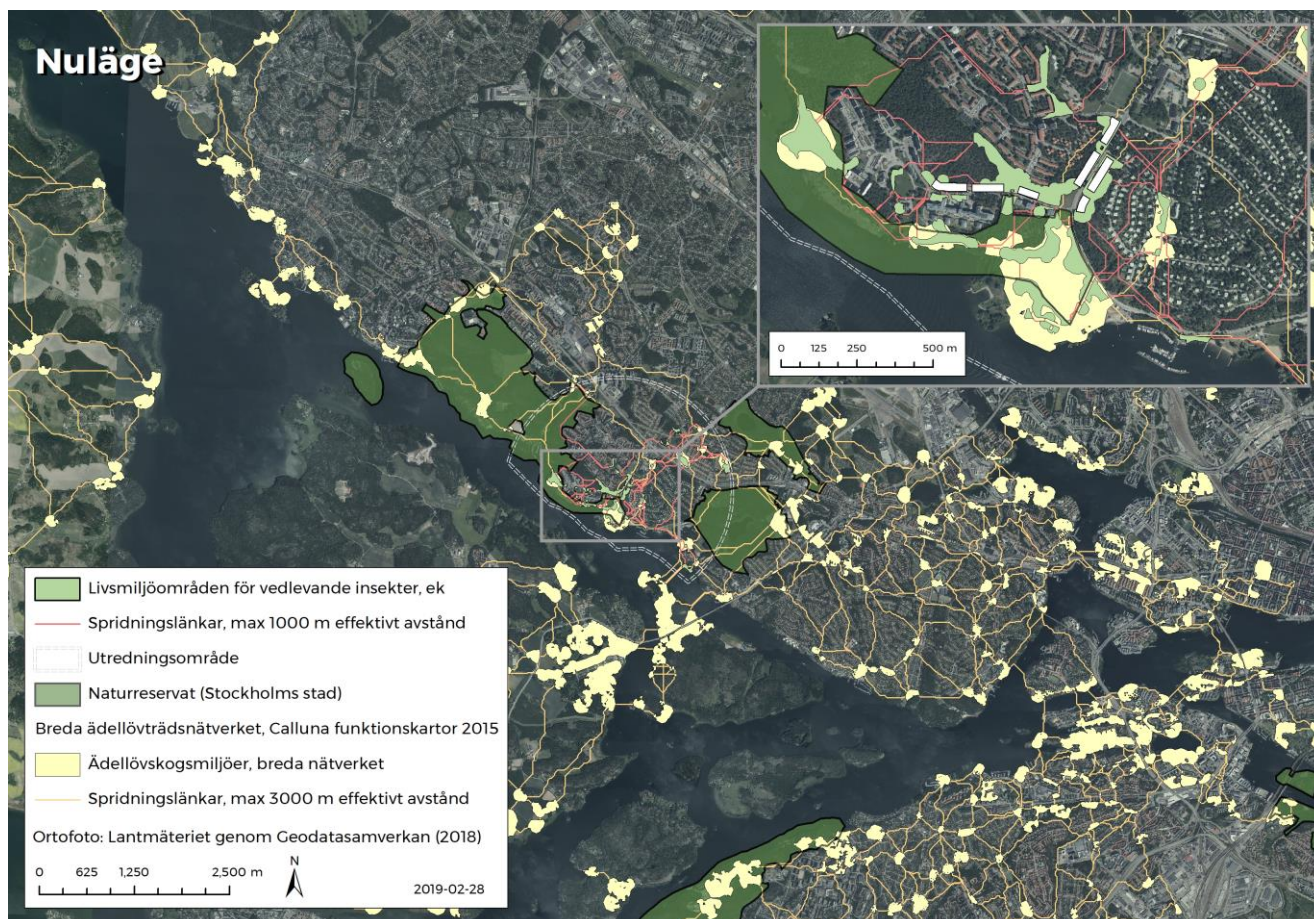 Nuläge
0 125 250 500 m
Livsmiljöområden för vedlevande insekter, ek
Spridningslänkar, max 1000 m effektivt avstånd
Utredningsområde
Naturreservat (Stockholms stad)
Breda ädellövträdsnätverket, Calluna funktionskartor 2015
Ädellövskogsmiljöer, breda nätverket
Spridningslänkar, max 3000 m effektivt avstånd
Ortofoto: Lantmäteriet genom Geodatasamverkan (2018)
0 625 1,250 2,500 m
N
2019-02-28